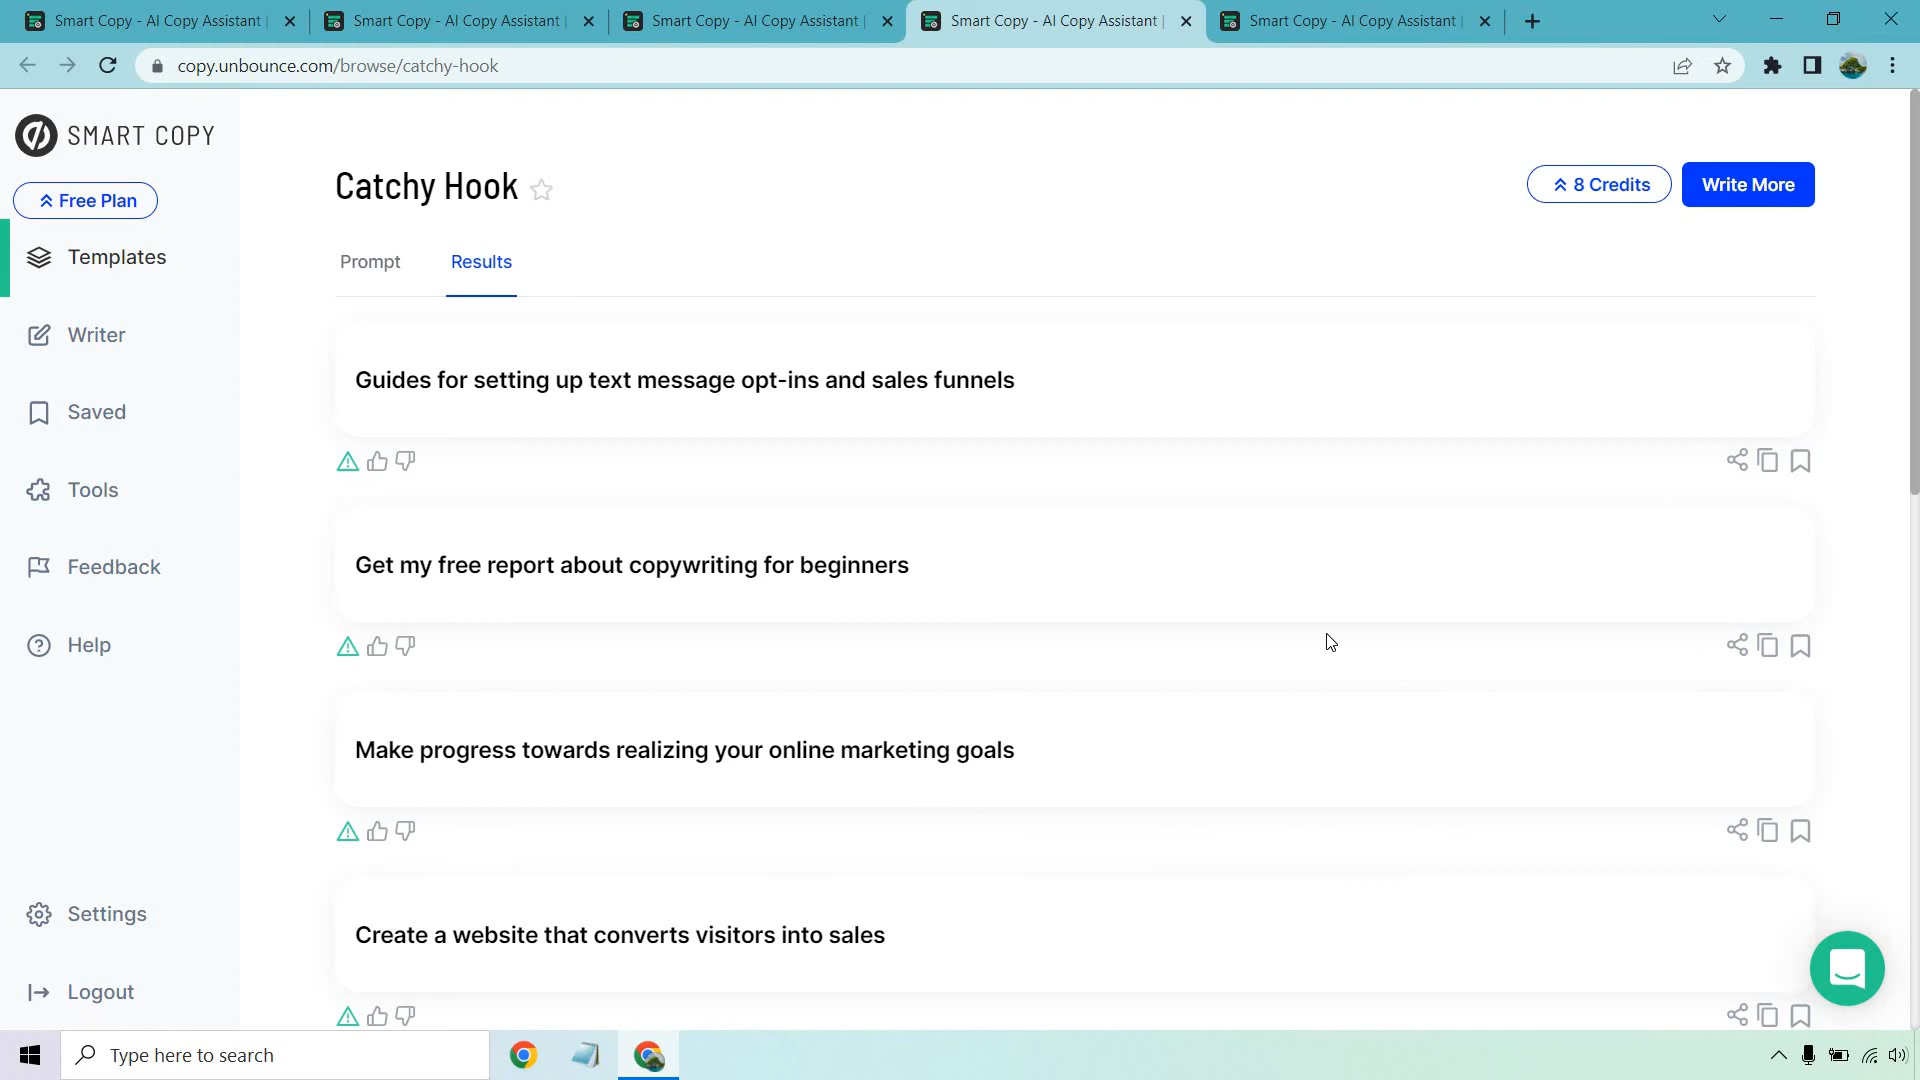 Smart Copy - AI Copy Assistant |
Smart Copy - AI Copy Assistant |
Smart Copy - AI Copy Assistant |
Smart Copy - AI Copy Assistant |
Smart Copy - AI Copy Assistant |
copy.unbounce.com/browse/catchy-hook
SMART COPY
Free Plan
Templates
Writer
Saved
Tools
Feedback
Help
Settings
Logout
Catchy Hook
8 Credits
Write More
Prompt
Results
Guides for setting up text message opt-ins and sales funnels
Get my free report about copywriting for beginners
Make progress towards realizing your online marketing goals
Create a website that converts visitors into sales
Type here to search